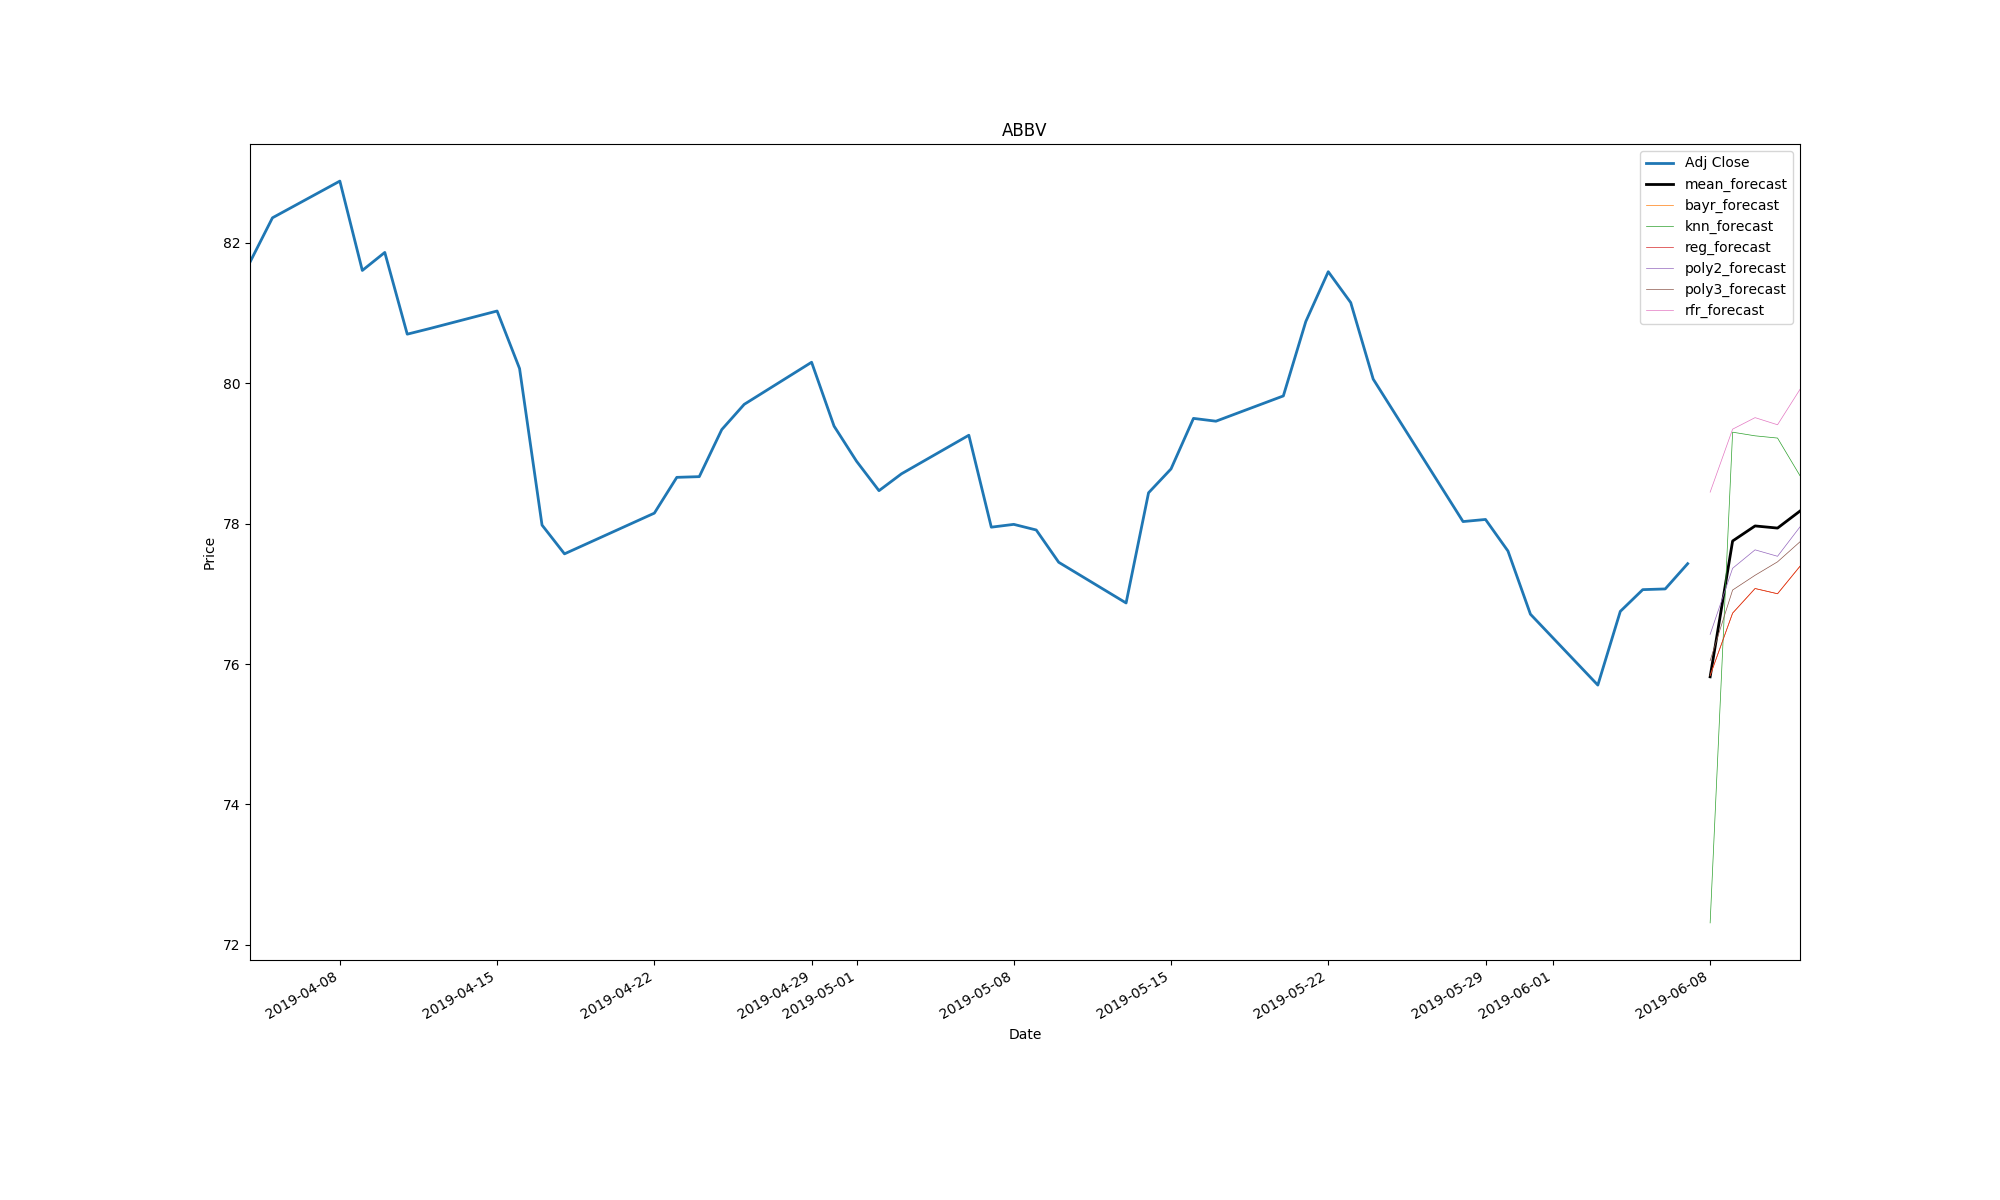 ABBV
Adj Close
mean_forecast
bayr_forecast
knn_forecast
reg_forecast
poly2_forecast
poly3_forecast
rfr_forecast
82
80
78
76
74
72
Price
2019-04-08
2019-04-15
2019-04-22
2019-04-29
2019-05-01
2019-05-08
2019-05-15
2019-05-22
2019-05-29
2019-06-01
2019-06-08
Date